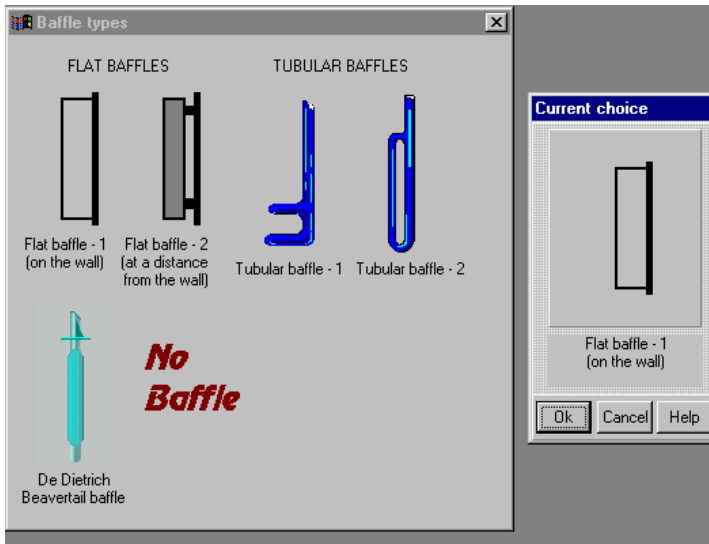 Baffle types
FLAT BAFFLES
TUBULAR BAFFLES
Flat baffle - 1
(on the wall)
Flat baffle - 2
(at a distance
from the wall)
Tubular baffle - 1
Tubular baffle - 2
De Dietrich
Beavertail baffle
No
Baffle
Current choice
Flat baffle - 1
(on the wall)
Ok
Cancel
Help